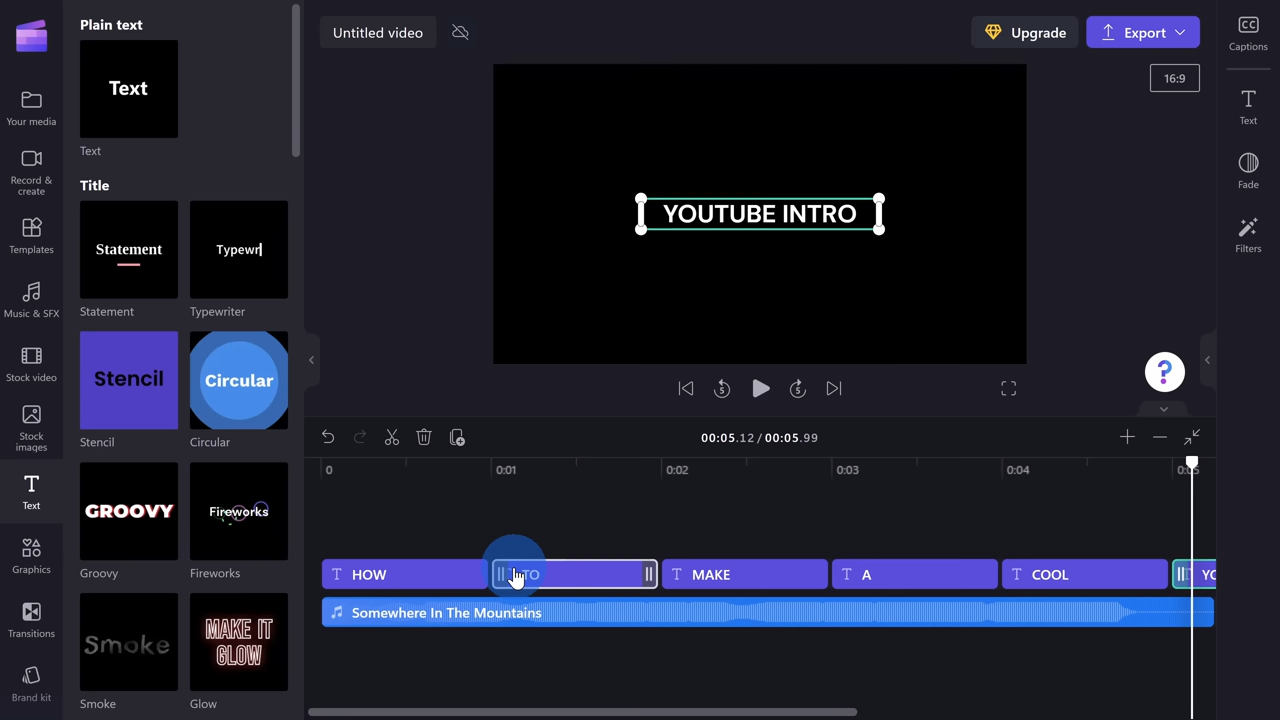 Plain text
Text
Text
Title
Statement
Typewr
Statement
Typewriter
Stencil
Circular
Stencil
Circular
GROOVY
Fireworks
Groovy
Fireworks
Smoke
MAKE IT
GLOW
Smoke
Glow
Your media
Record &
create
Templates
Music & SFX
Stock video
Stock
images
Text
Graphics
Transitions
Brand kit
Untitled video
Upgrade
Export
16:9
YOUTUBE INTRO
5
5
?
00:05.12 / 00:05.99
0
0:01
0:02
0:03
0:04
0:05
T HOW
TO
T MAKE
T A
T COOL
YO
Somewhere In The Mountains
CC
Captions
Text
Fade
Filters